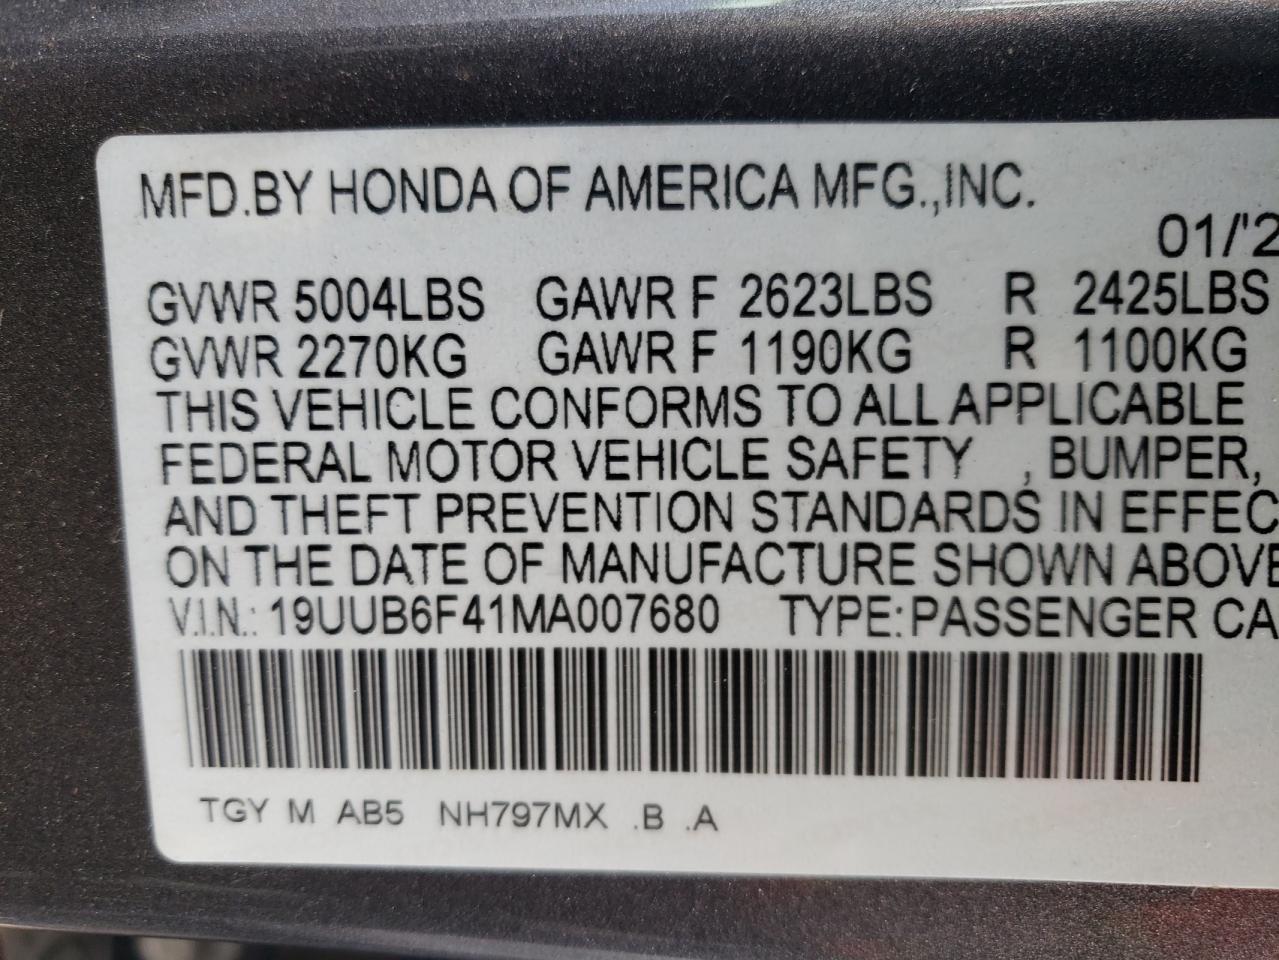 MFD.BY HONDA OF AMERICA MFG.,INC.
01/'2
GVWR 5004LBS GAWR F 2623LBS R 2425LBS
GVWR 2270KG GAWR F 1190KG R 1100KG
THIS VEHICLE CONFORMS TO ALL APPLICABLE
FEDERAL MOTOR VEHICLE SAFETY , BUMPER,
AND THEFT PREVENTION STANDARDS IN EFFEC
ON THE DATE OF MANUFACTURE SHOWN ABOVE
V.I.N.: 19UUB6F41MA007680 TYPE:PASSENGER CA
TGY M AB5 NH797MX .B .A